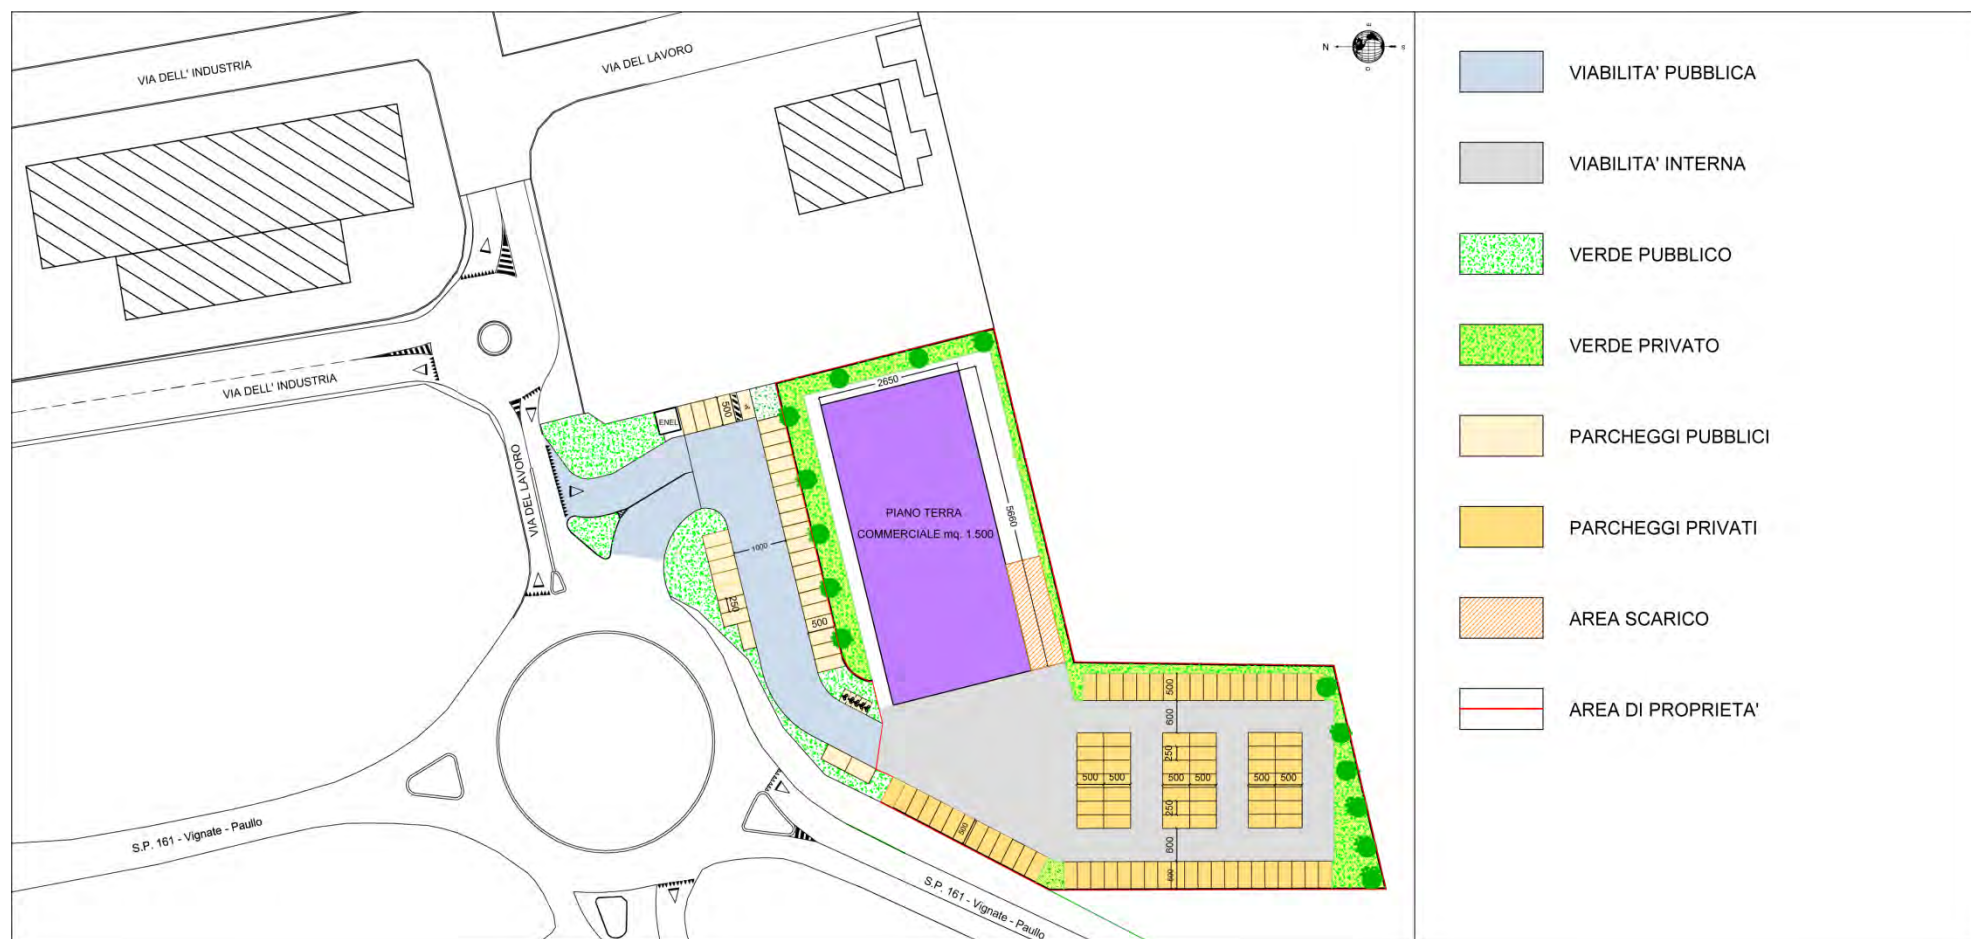 VIA DELL' INDUSTRIA
VIA DEL LAVORO
E
N
S
O
VIA DELL' INDUSTRIA
VIA DEL LAVORO
ENEL
500
2650
5660
PIANO TERRA
COMMERCIALE mq. 1.500
1000
250
500
500
600
250
500 500
500 500
500 500
250
600
500
500
S.P. 161 - Vignate - Paullo
S.P. 161 - Vignate - Paullo
VIABILITA' PUBBLICA
VIABILITA' INTERNA
VERDE PUBBLICO
VERDE PRIVATO
PARCHEGGI PUBBLICI
PARCHEGGI PRIVATI
AREA SCARICO
AREA DI PROPRIETA'